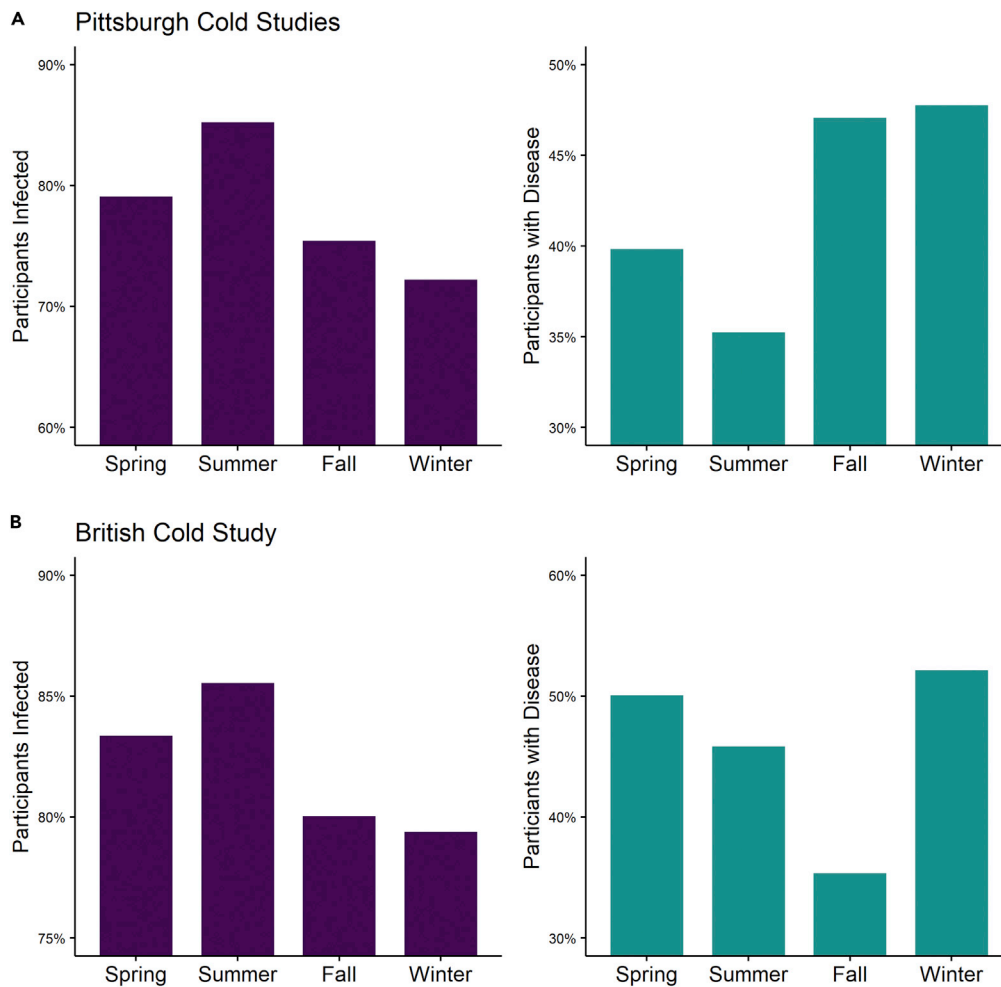 A
Pittsburgh Cold Studies
Participants Infected
90%
80%
70%
60%
Spring Summer Fall Winter
Participants with Disease
50%
45%
40%
35%
30%
Spring Summer Fall Winter
B
British Cold Study
Participants Infected
90%
85%
80%
75%
Spring Summer Fall Winter
Particiants with Disease
60%
50%
40%
30%
Spring Summer Fall Winter